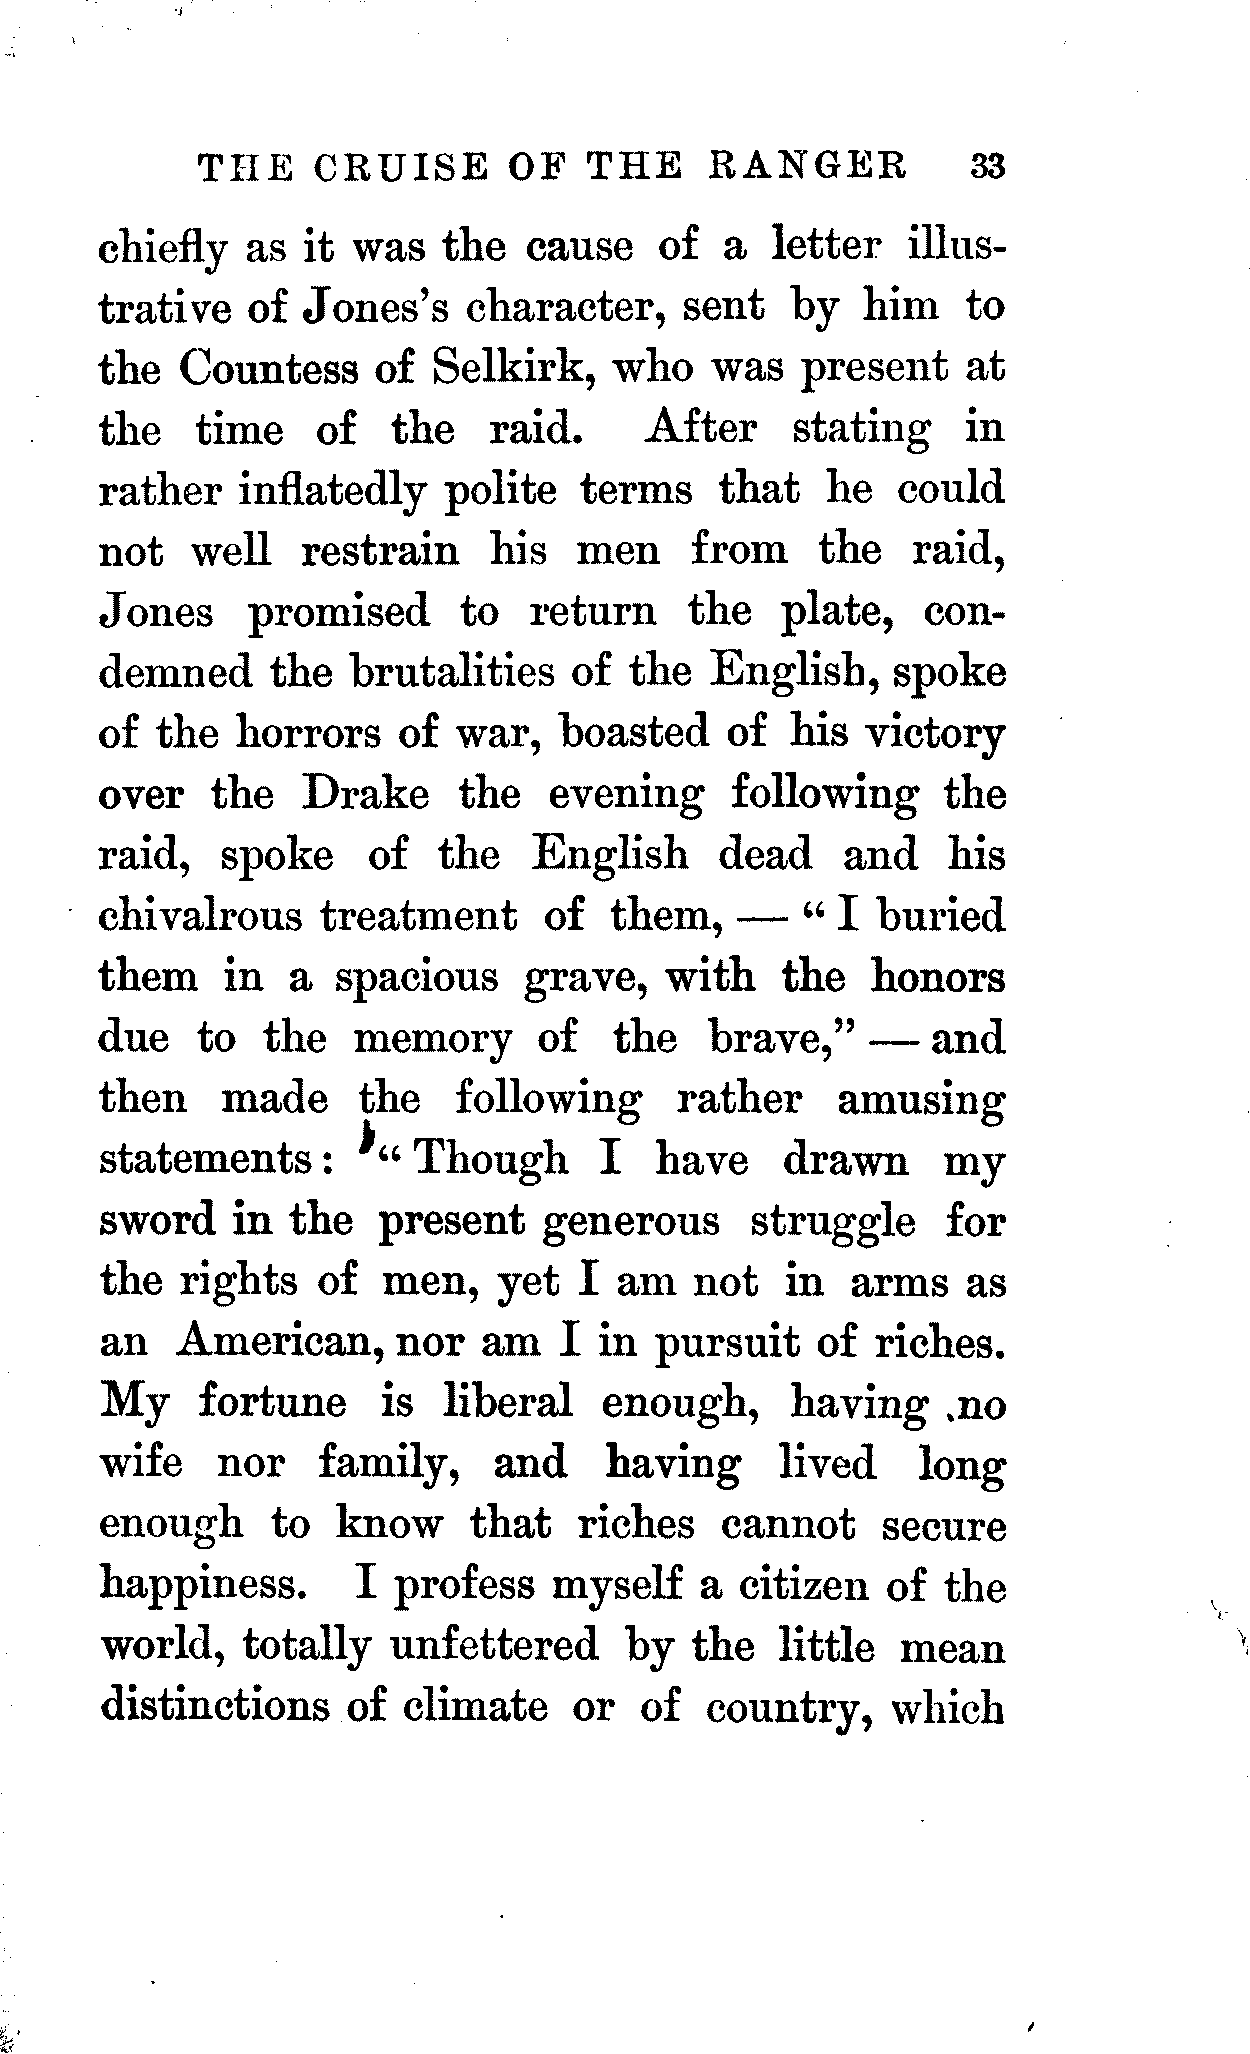 THE CRUISE OF THE RANGER 33
chiefly as it was the cause of a letter illus-
trative of Jones's character, sent by him to
the Countess of Selkirk, who was present at
the time of the raid. After stating in
rather inflatedly polite terms that he could
not well restrain his men from the raid,
Jones promised to return the plate, con-
demned the brutalities of the English, spoke
of the horrors of war, boasted of his victory
over the Drake the evening following the
raid, spoke of the English dead and his
chivalrous treatment of them, — “ I buried
them in a spacious grave, with the honors
due to the memory of the brave,” — and
then made the following rather amusing
statements : “ Though I have drawn my
sword in the present generous struggle for
the rights of men, yet I am not in arms as
an American, nor am I in pursuit of riches.
My fortune is liberal enough, having no
wife nor family, and having lived long
enough to know that riches cannot secure
happiness. I profess myself a citizen of the
world, totally unfettered by the little mean
distinctions of climate or of country, which